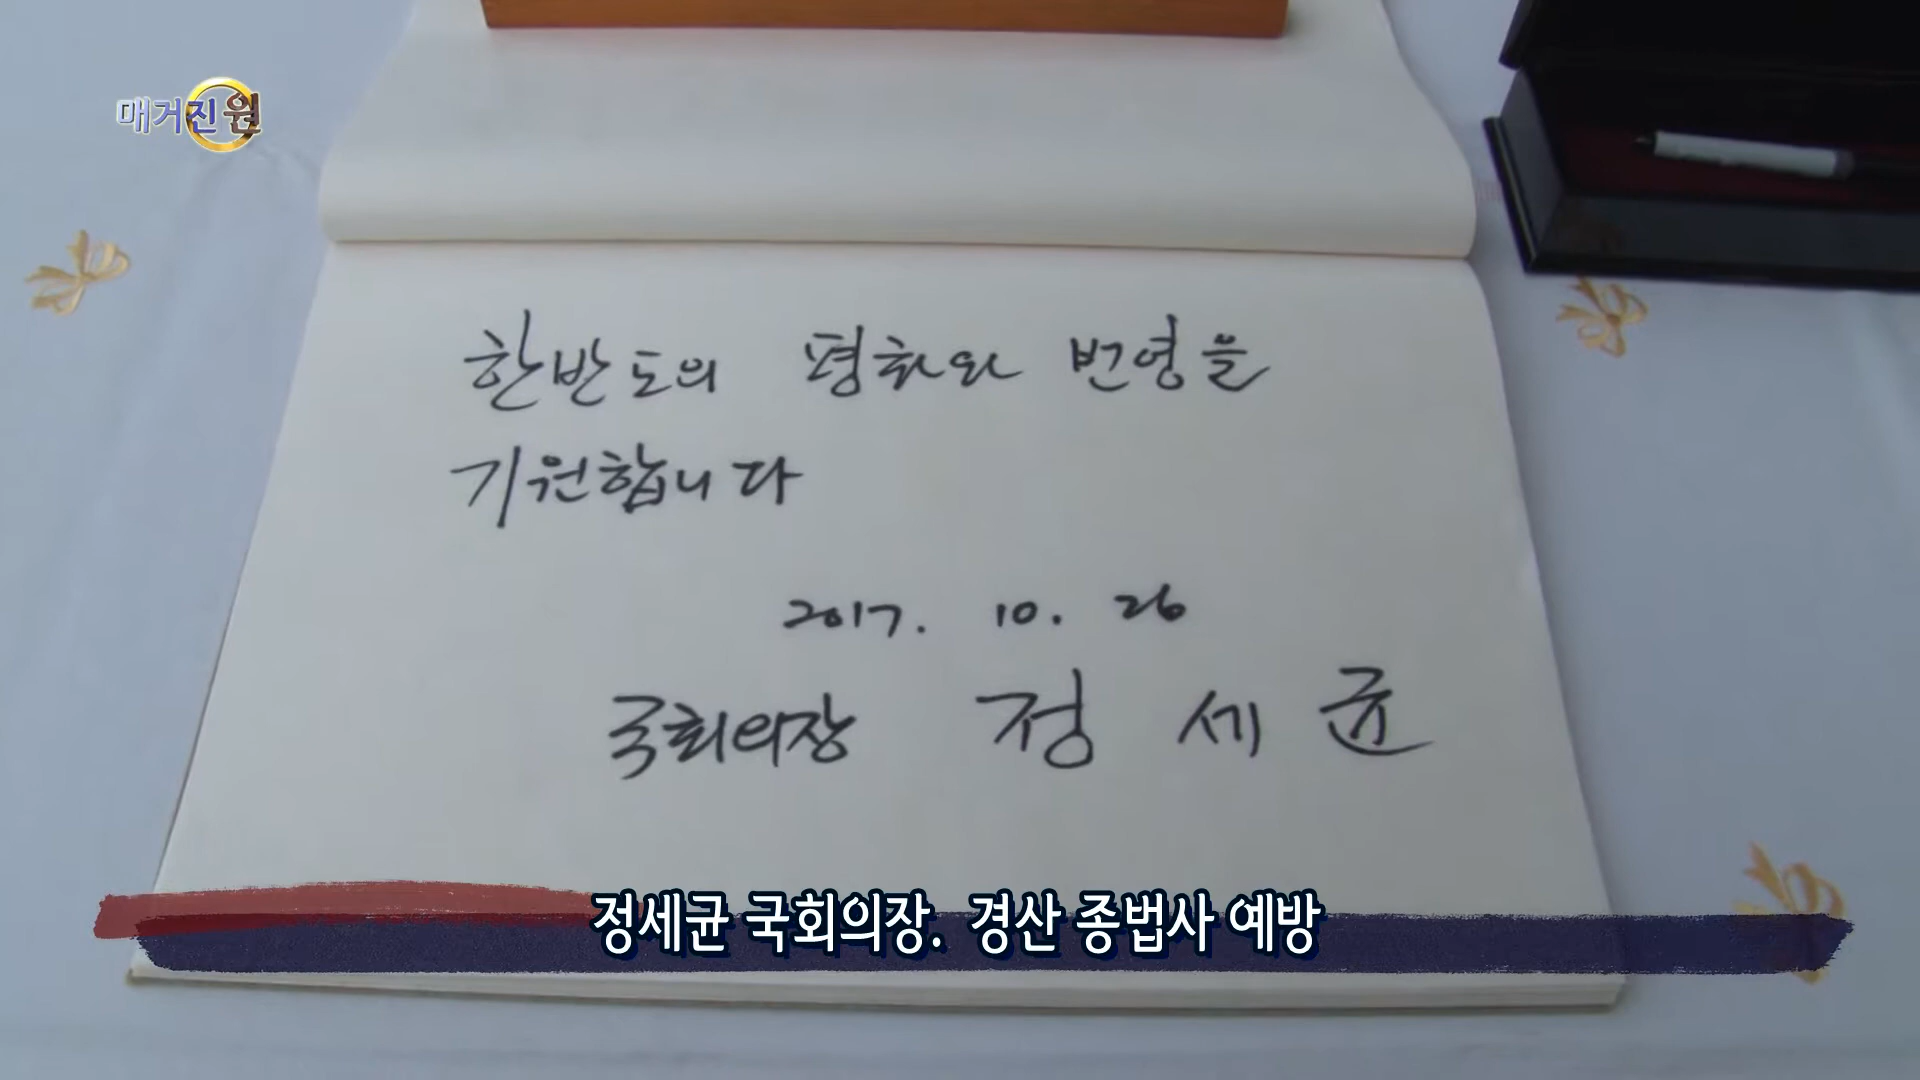 매거진원
한반도의 평화와 번영을
기원합니다
2017. 10. 26
국회의장 정 세 균
정세균 국회의장. 경산 종법사 예방